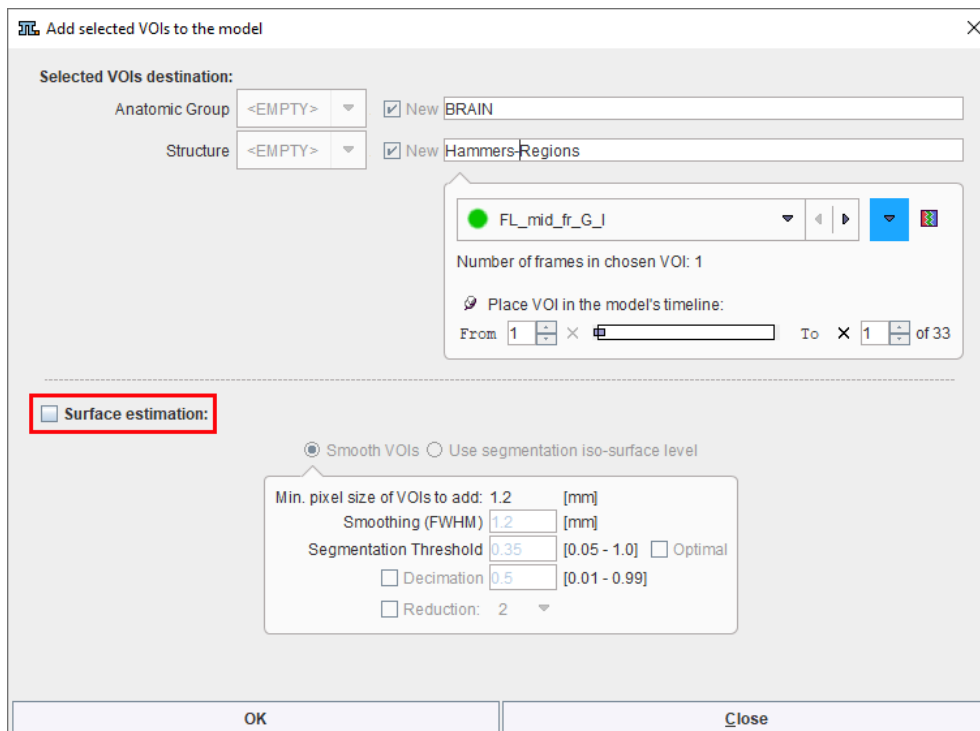 Add selected VOIs to the model
Selected VOIs destination:
Anatomic Group <EMPTY> New BRAIN
Structure <EMPTY> New Hammers-Regions
FL_mid_fr_G_l
Number of frames in chosen VOI: 1
Place VOI in the model's timeline:
From 1 To 1 of 33
Surface estimation:
Smooth VOIs Use segmentation iso-surface level
Min. pixel size of VOIs to add: 1.2 [mm]
Smoothing (FWHM) 1.2 [mm]
Segmentation Threshold 0.35 [0.05 - 1.0] Optimal
Decimation 0.5 [0.01 - 0.99]
Reduction: 2
OK Close